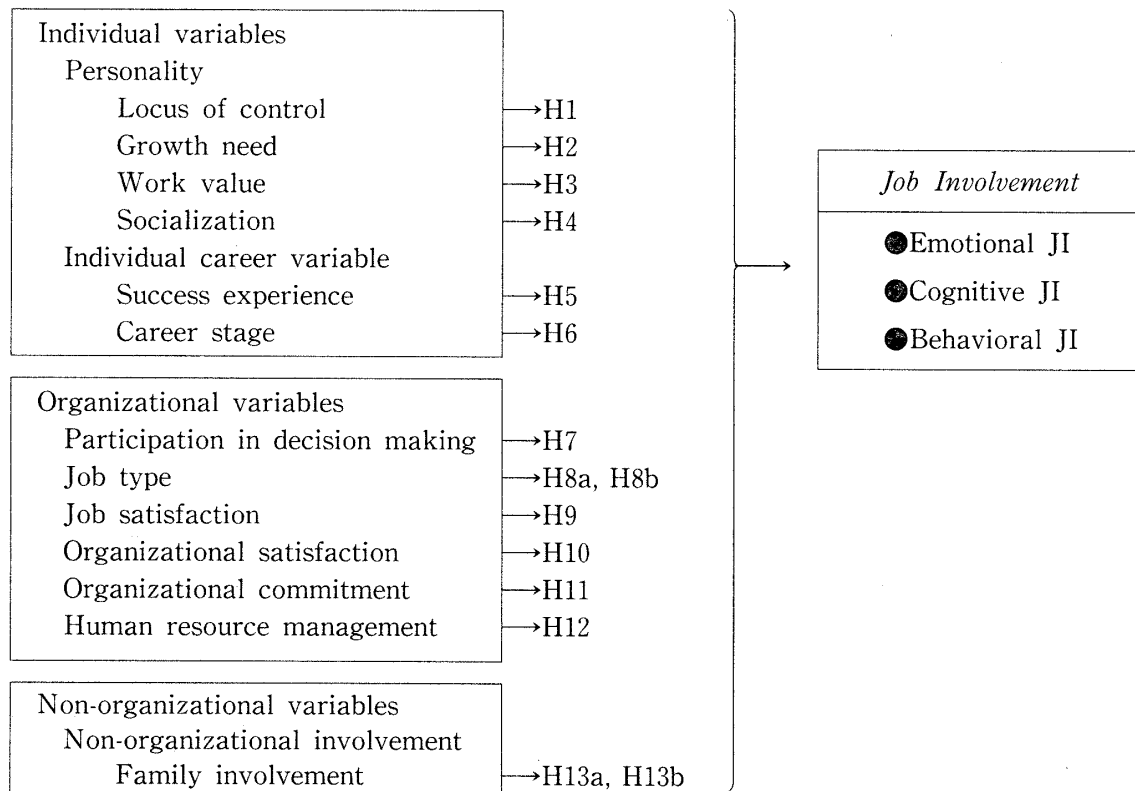 Individual variables
Personality
Locus of control →H1
Growth need →H2
Work value →H3
Socialization →H4
Individual career variable
Success experience →H5
Career stage →H6
Organizational variables
Participation in decision making →H7
Job type →H8a, H8b
Job satisfaction →H9
Organizational satisfaction →H10
Organizational commitment →H11
Human resource management →H12
Non-organizational variables
Non-organizational involvement
Family involvement →H13a, H13b
Job Involvement
●Emotional JI
●Cognitive JI
●Behavioral JI